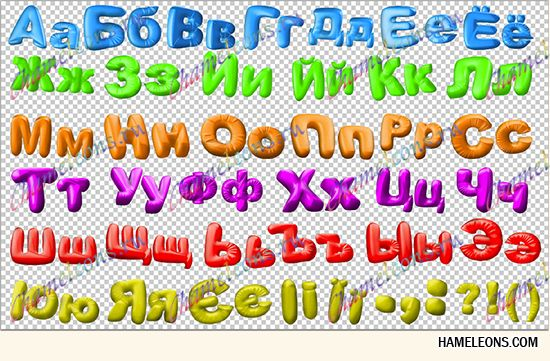 Аа Бб Вв Гг Дд Ее Ёё
Жж Зз Ии Йй Кк Лл
Мм Нн Оо Пп Рр Сс
Тт Уу Фф Хх Цц Чч
Шш Щщ Ьь Ъъ Ыы Ээ
Юю Яя Єє Її Ґґ - , : ? ! ( )
HAMELEONS.COM